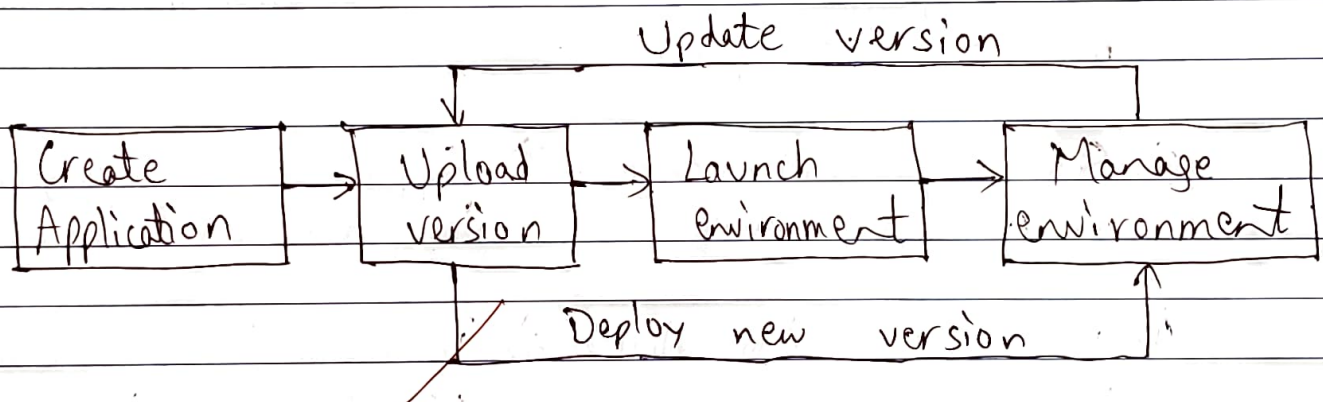 Update version
Create
Application
Upload
version
Launch
environment
Manage
environment
Deploy new version